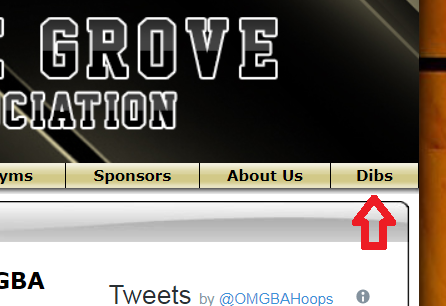 GROVE
CIATION
yms Sponsors About Us Dibs
GBA
Tweets by @OMGBAHoops